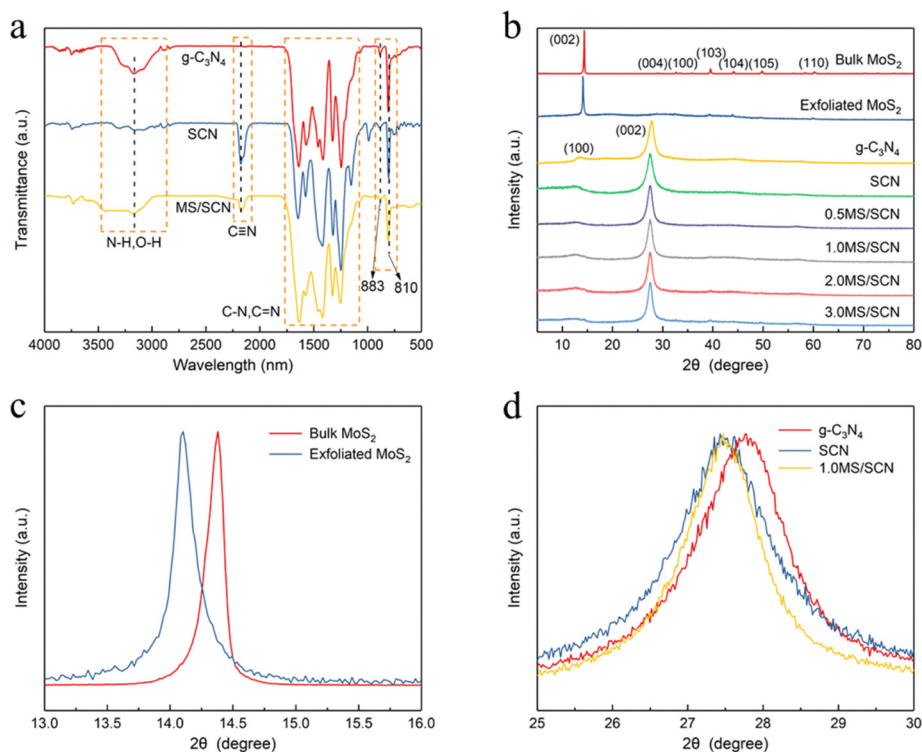 a
g-C₃N₄
SCN
MS/SCN
N-H,O-H
C≡N
C-N,C=N
883
810
Transmittance (a.u.)
4000 3500 3000 2500 2000 1500 1000 500
Wavelength (nm)
b
(002)
(004) (100) (103) (104) (105) (110)
Bulk MoS₂
Exfoliated MoS₂
(100)
(002)
g-C₃N₄
SCN
0.5MS/SCN
1.0MS/SCN
2.0MS/SCN
3.0MS/SCN
Intensity (a.u.)
10 20 30 40 50 60 70 80
2θ (degree)
c
Bulk MoS₂
Exfoliated MoS₂
Intensity (a.u.)
13.0 13.5 14.0 14.5 15.0 15.5 16.0
2θ (degree)
d
g-C₃N₄
SCN
1.0MS/SCN
Intensity (a.u.)
25 26 27 28 29 30
2θ (degree)